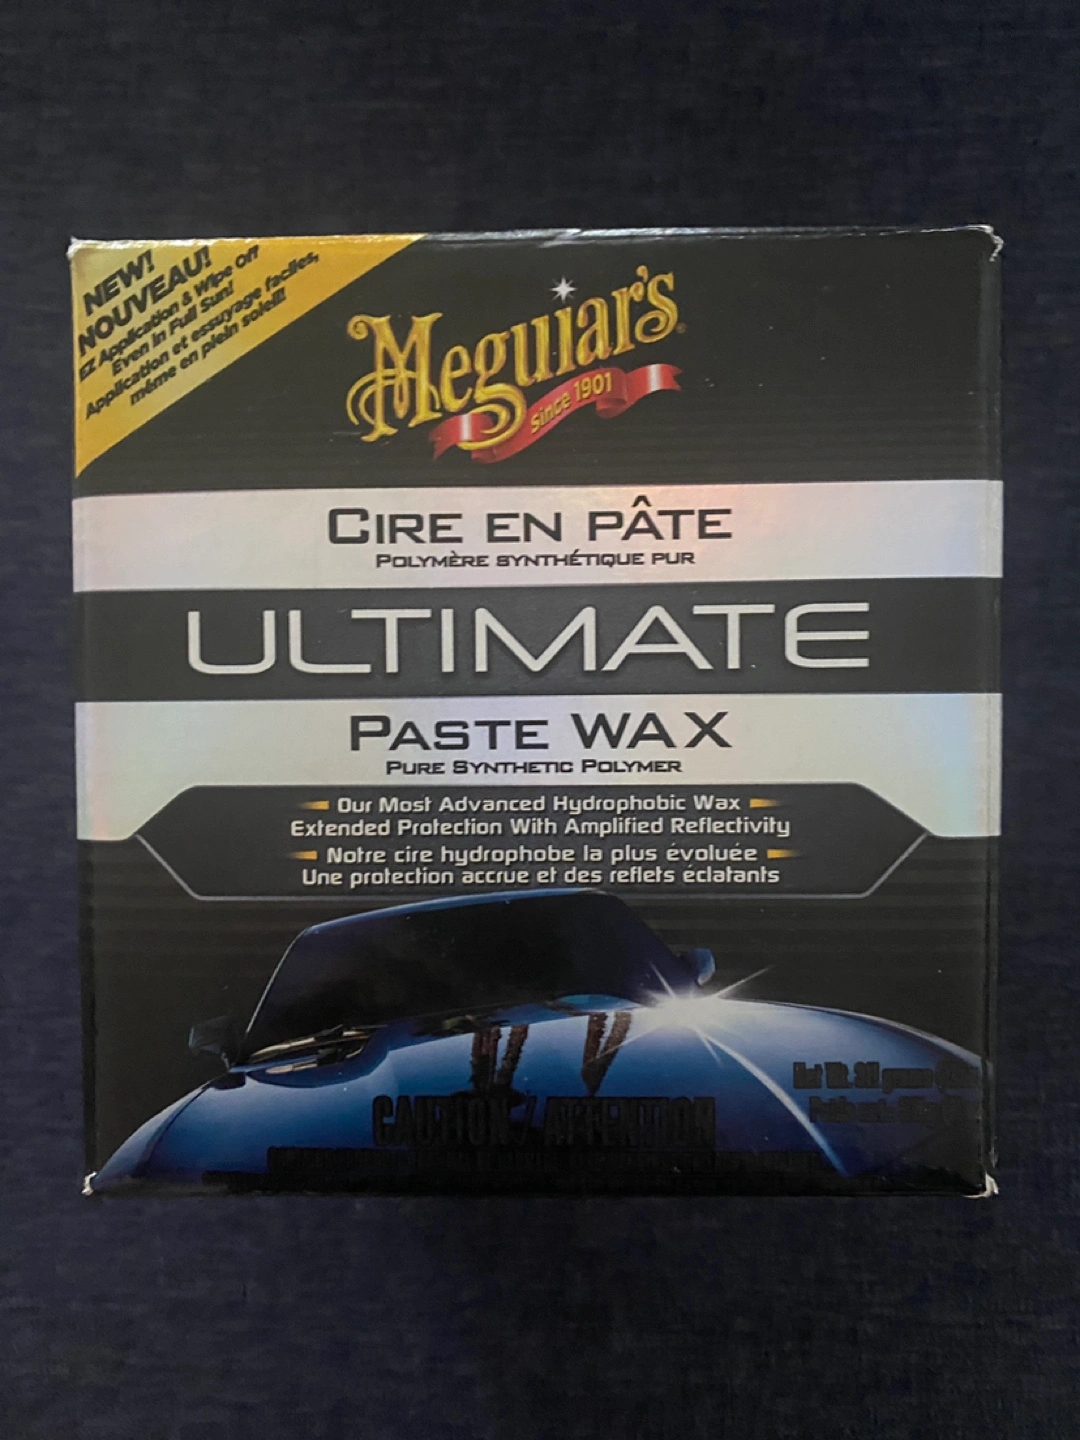 NEW!
NOUVEAU!
EZ Application & Wipe Off
Even In Full Sun!
Application et essuyage faciles,
même en plein soleil!
Meguiar's
Since 1901
CIRE EN PÂTE
POLYMÈRE SYNTHÉTIQUE PUR
ULTIMATE
PASTE WAX
PURE SYNTHETIC POLYMER
Our Most Advanced Hydrophobic Wax
Extended Protection With Amplified Reflectivity
Notre cire hydrophobe la plus évoluée
Une protection accrue et des reflets éclatants
Net Wt.
CAUTION / ATTENTION